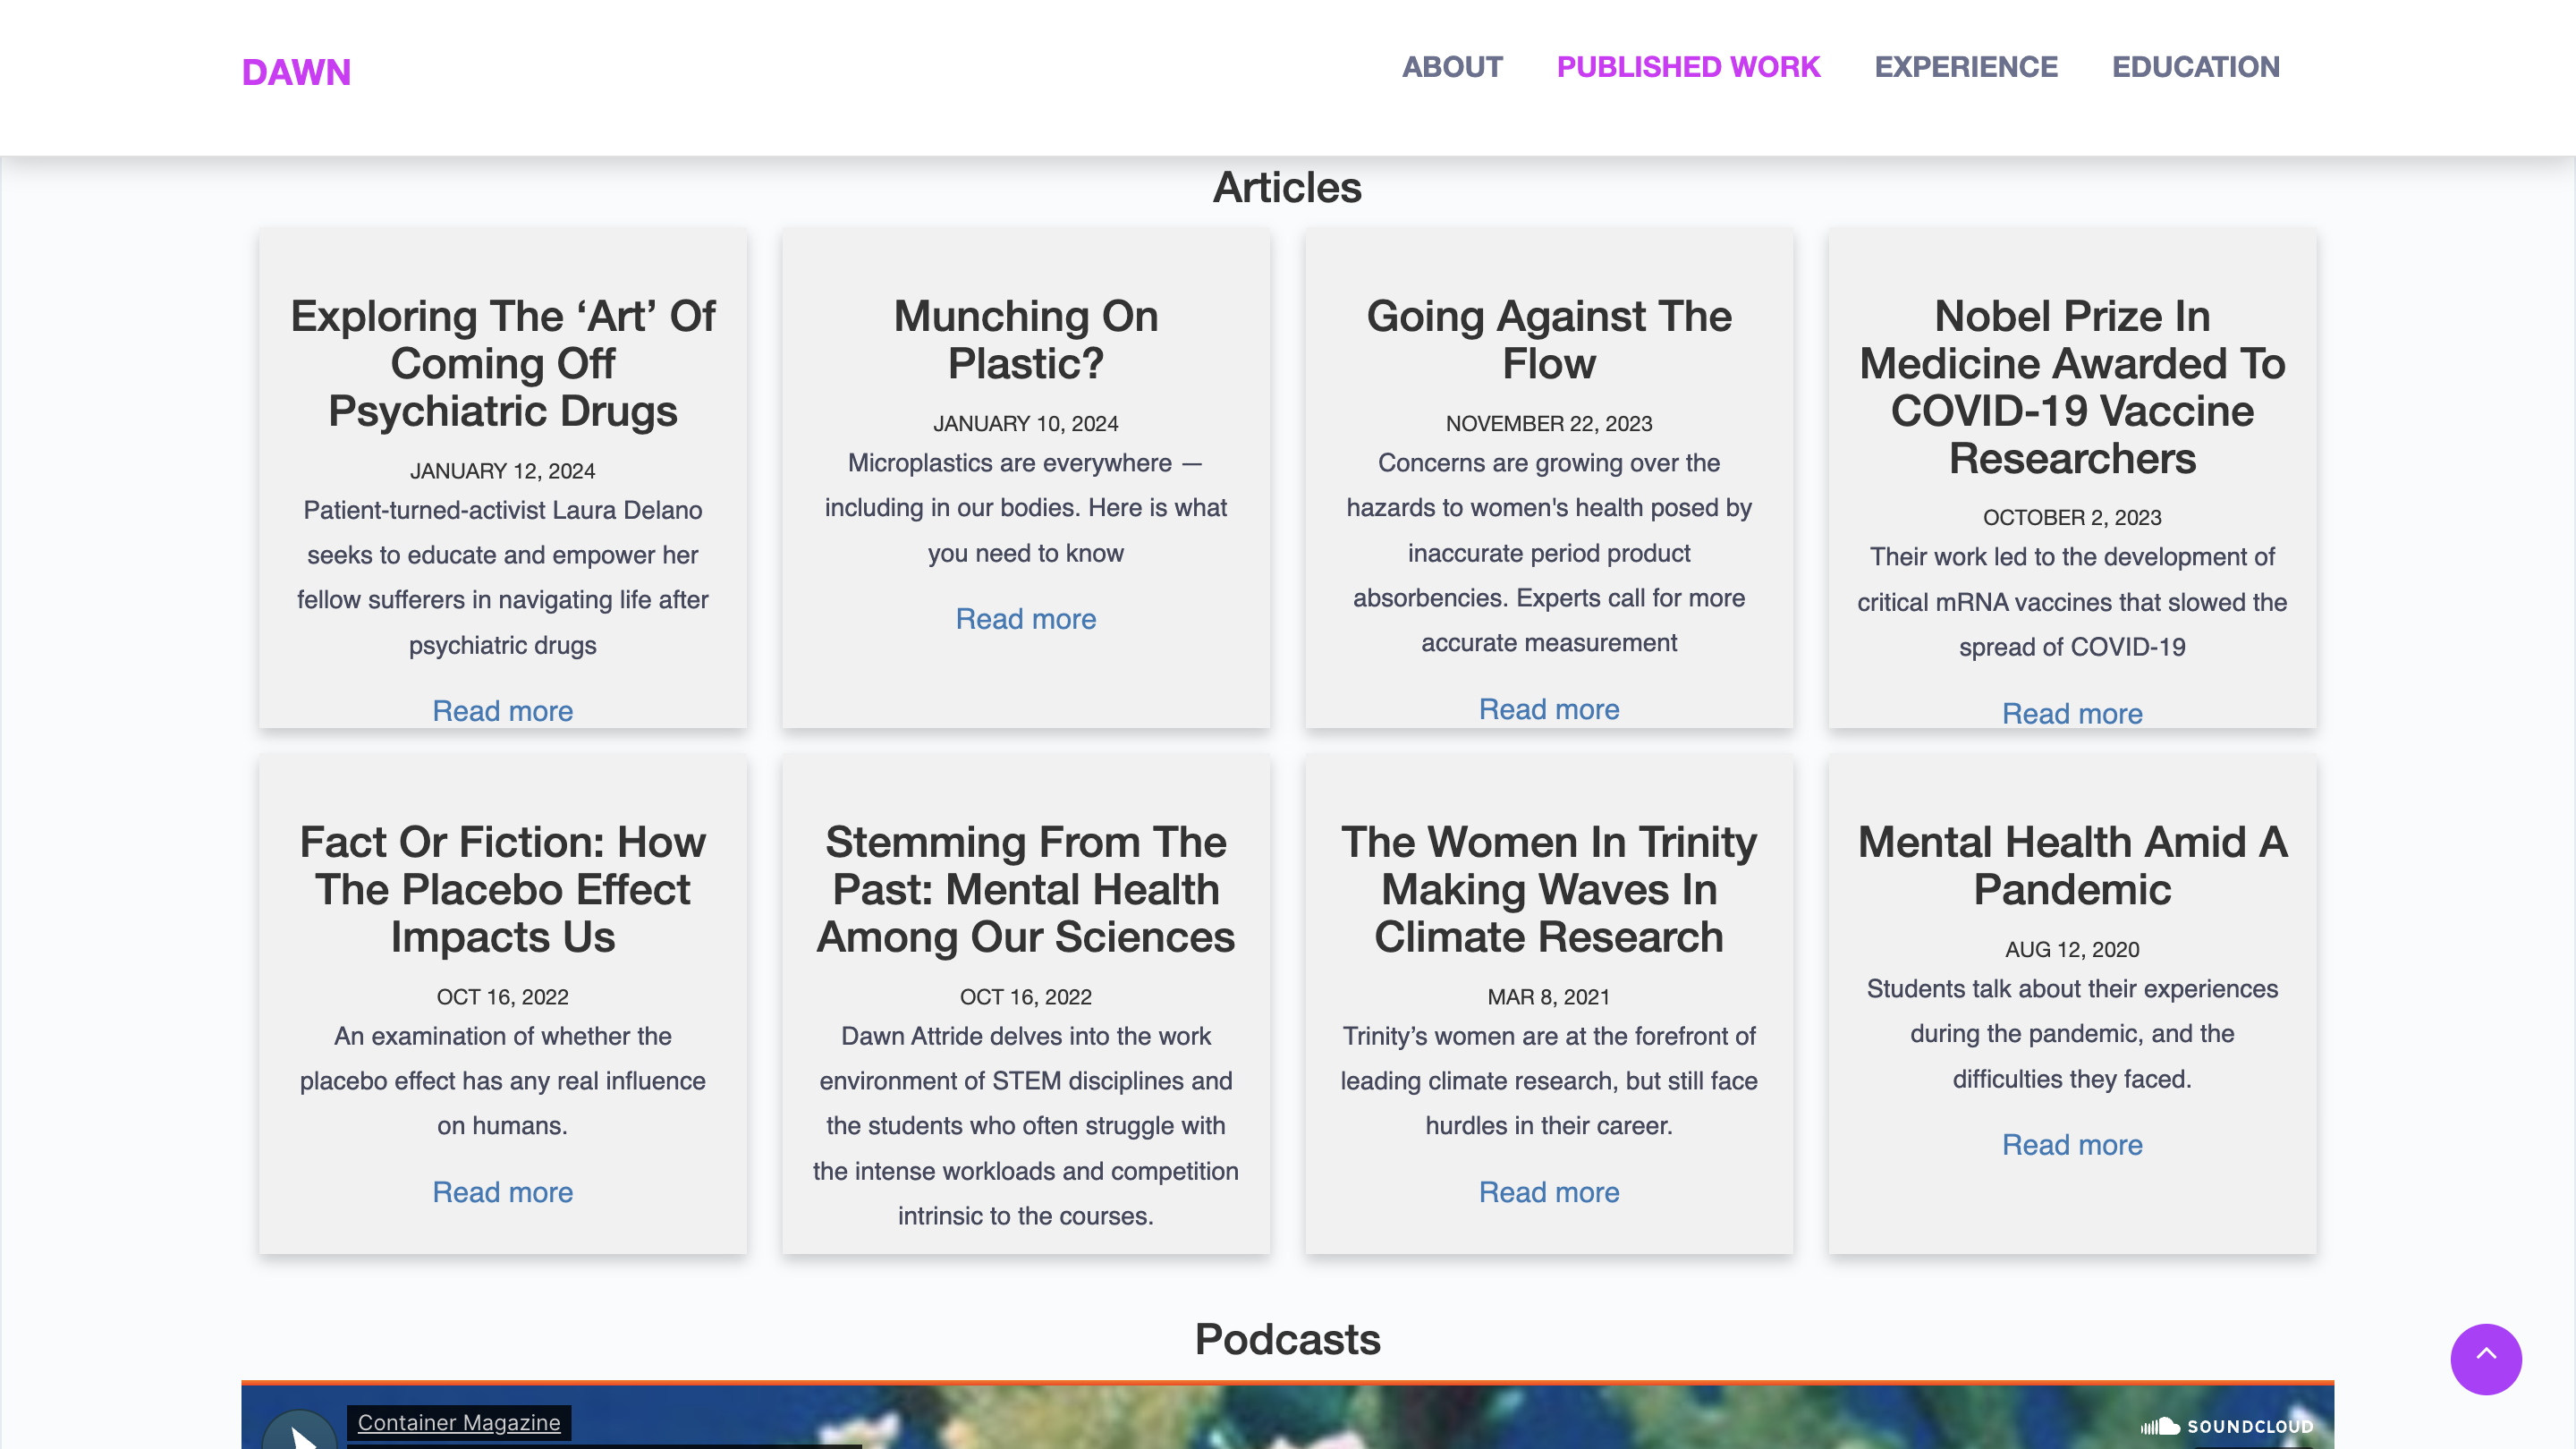 DAWN
ABOUT PUBLISHED WORK EXPERIENCE EDUCATION
Articles
Exploring The ‘Art’ Of
Coming Off
Psychiatric Drugs
JANUARY 12, 2024
Patient-turned-activist Laura Delano
seeks to educate and empower her
fellow sufferers in navigating life after
psychiatric drugs
Read more
Munching On
Plastic?
JANUARY 10, 2024
Microplastics are everywhere —
including in our bodies. Here is what
you need to know
Read more
Going Against The
Flow
NOVEMBER 22, 2023
Concerns are growing over the
hazards to women's health posed by
inaccurate period product
absorbencies. Experts call for more
accurate measurement
Read more
Nobel Prize In
Medicine Awarded To
COVID-19 Vaccine
Researchers
OCTOBER 2, 2023
Their work led to the development of
critical mRNA vaccines that slowed the
spread of COVID-19
Read more
Fact Or Fiction: How
The Placebo Effect
Impacts Us
OCT 16, 2022
An examination of whether the
placebo effect has any real influence
on humans.
Read more
Stemming From The
Past: Mental Health
Among Our Sciences
OCT 16, 2022
Dawn Attride delves into the work
environment of STEM disciplines and
the students who often struggle with
the intense workloads and competition
intrinsic to the courses.
The Women In Trinity
Making Waves In
Climate Research
MAR 8, 2021
Trinity’s women are at the forefront of
leading climate research, but still face
hurdles in their career.
Read more
Mental Health Amid A
Pandemic
AUG 12, 2020
Students talk about their experiences
during the pandemic, and the
difficulties they faced.
Read more
Podcasts
Container Magazine
SOUNDCLOUD